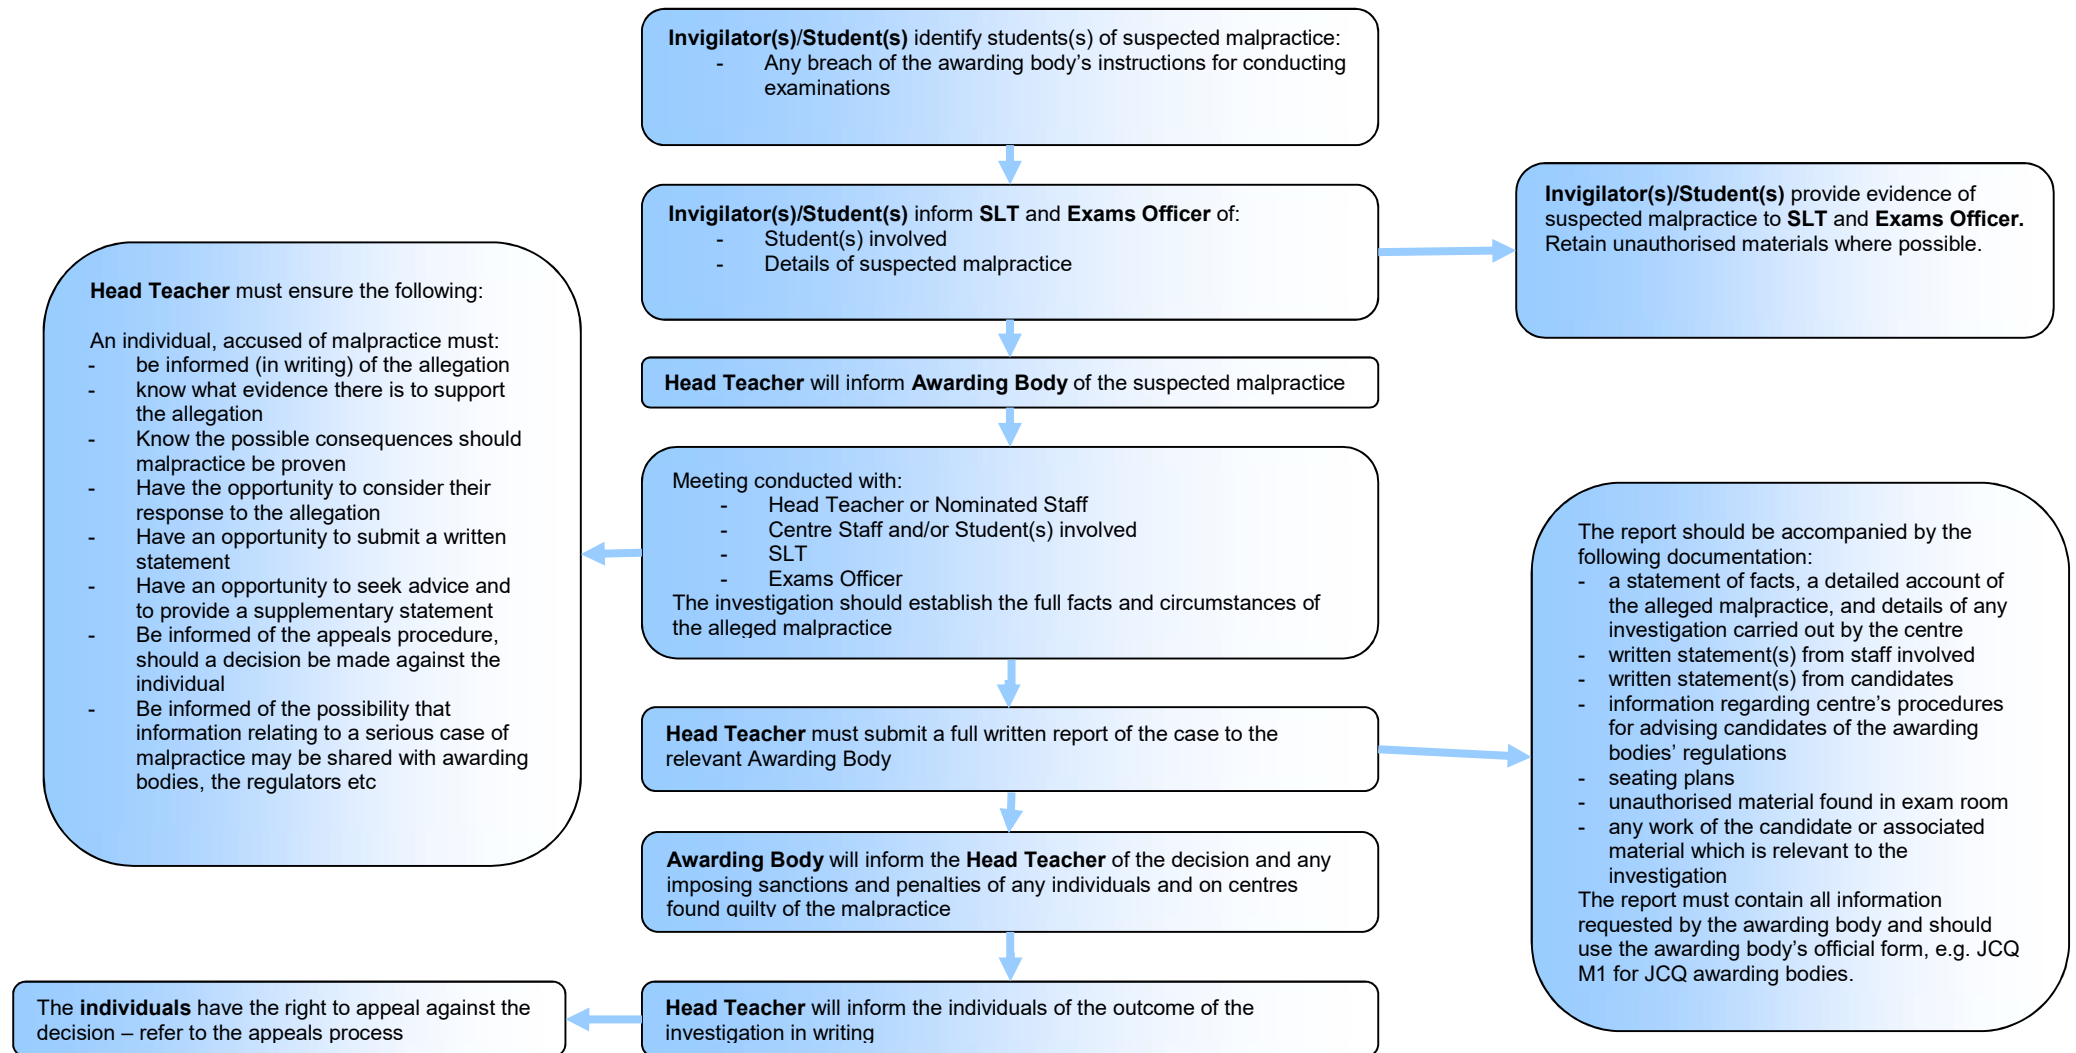 Invigilator(s)/Student(s) identify students(s) of suspected malpractice:
- Any breach of the awarding body’s instructions for conducting
examinations
Invigilator(s)/Student(s) inform SLT and Exams Officer of:
- Student(s) involved
- Details of suspected malpractice
Invigilator(s)/Student(s) provide evidence of
suspected malpractice to SLT and Exams Officer.
Retain unauthorised materials where possible.
Head Teacher will inform Awarding Body of the suspected malpractice
Meeting conducted with:
- Head Teacher or Nominated Staff
- Centre Staff and/or Student(s) involved
- SLT
- Exams Officer
The investigation should establish the full facts and circumstances of
the alleged malpractice
Head Teacher must ensure the following:
An individual, accused of malpractice must:
- be informed (in writing) of the allegation
- know what evidence there is to support
the allegation
- Know the possible consequences should
malpractice be proven
- Have the opportunity to consider their
response to the allegation
- Have an opportunity to submit a written
statement
- Have an opportunity to seek advice and
to provide a supplementary statement
- Be informed of the appeals procedure,
should a decision be made against the
individual
- Be informed of the possibility that
information relating to a serious case of
malpractice may be shared with awarding
bodies, the regulators etc
Head Teacher must submit a full written report of the case to the
relevant Awarding Body
The report should be accompanied by the
following documentation:
- a statement of facts, a detailed account of
the alleged malpractice, and details of any
investigation carried out by the centre
- written statement(s) from staff involved
- written statement(s) from candidates
- information regarding centre’s procedures
for advising candidates of the awarding
bodies’ regulations
- seating plans
- unauthorised material found in exam room
- any work of the candidate or associated
material which is relevant to the
investigation
The report must contain all information
requested by the awarding body and should
use the awarding body’s official form, e.g. JCQ
M1 for JCQ awarding bodies.
Awarding Body will inform the Head Teacher of the decision and any
imposing sanctions and penalties of any individuals and on centres
found guilty of the malpractice
Head Teacher will inform the individuals of the outcome of the
investigation in writing
The individuals have the right to appeal against the
decision – refer to the appeals process